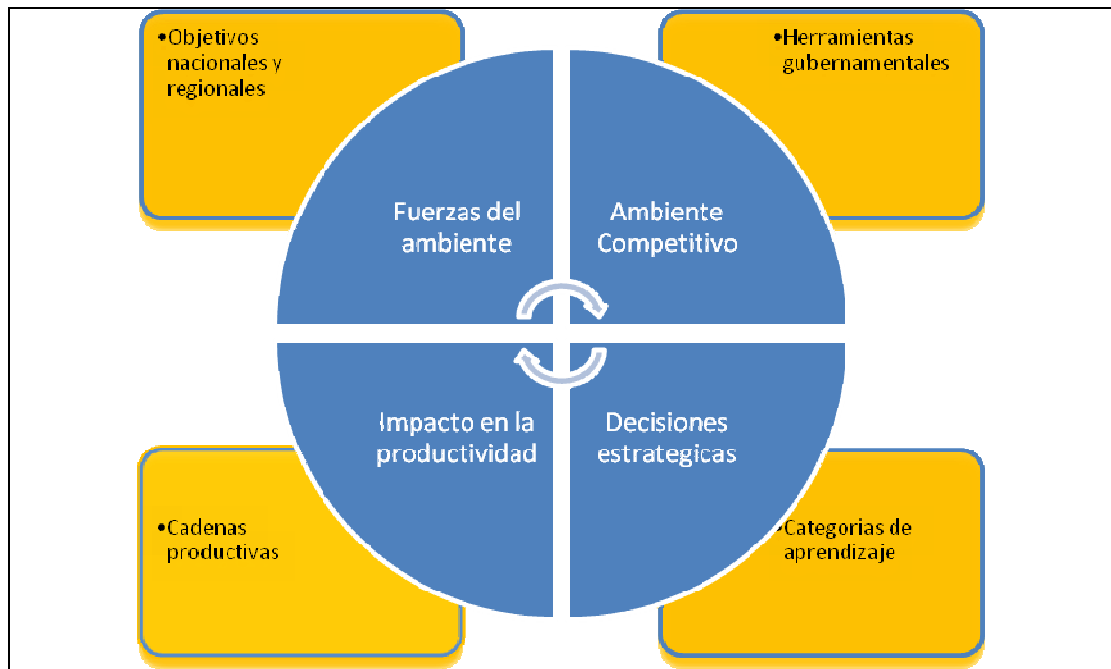 •Objetivos
nacionales y
regionales
•Herramientas
gubernamentales
Fuerzas del
ambiente
Ambiente
Competitivo
Impacto en la
productividad
Decisiones
estrategicas
•Cadenas
productivas
•Categorias de
aprendizaje